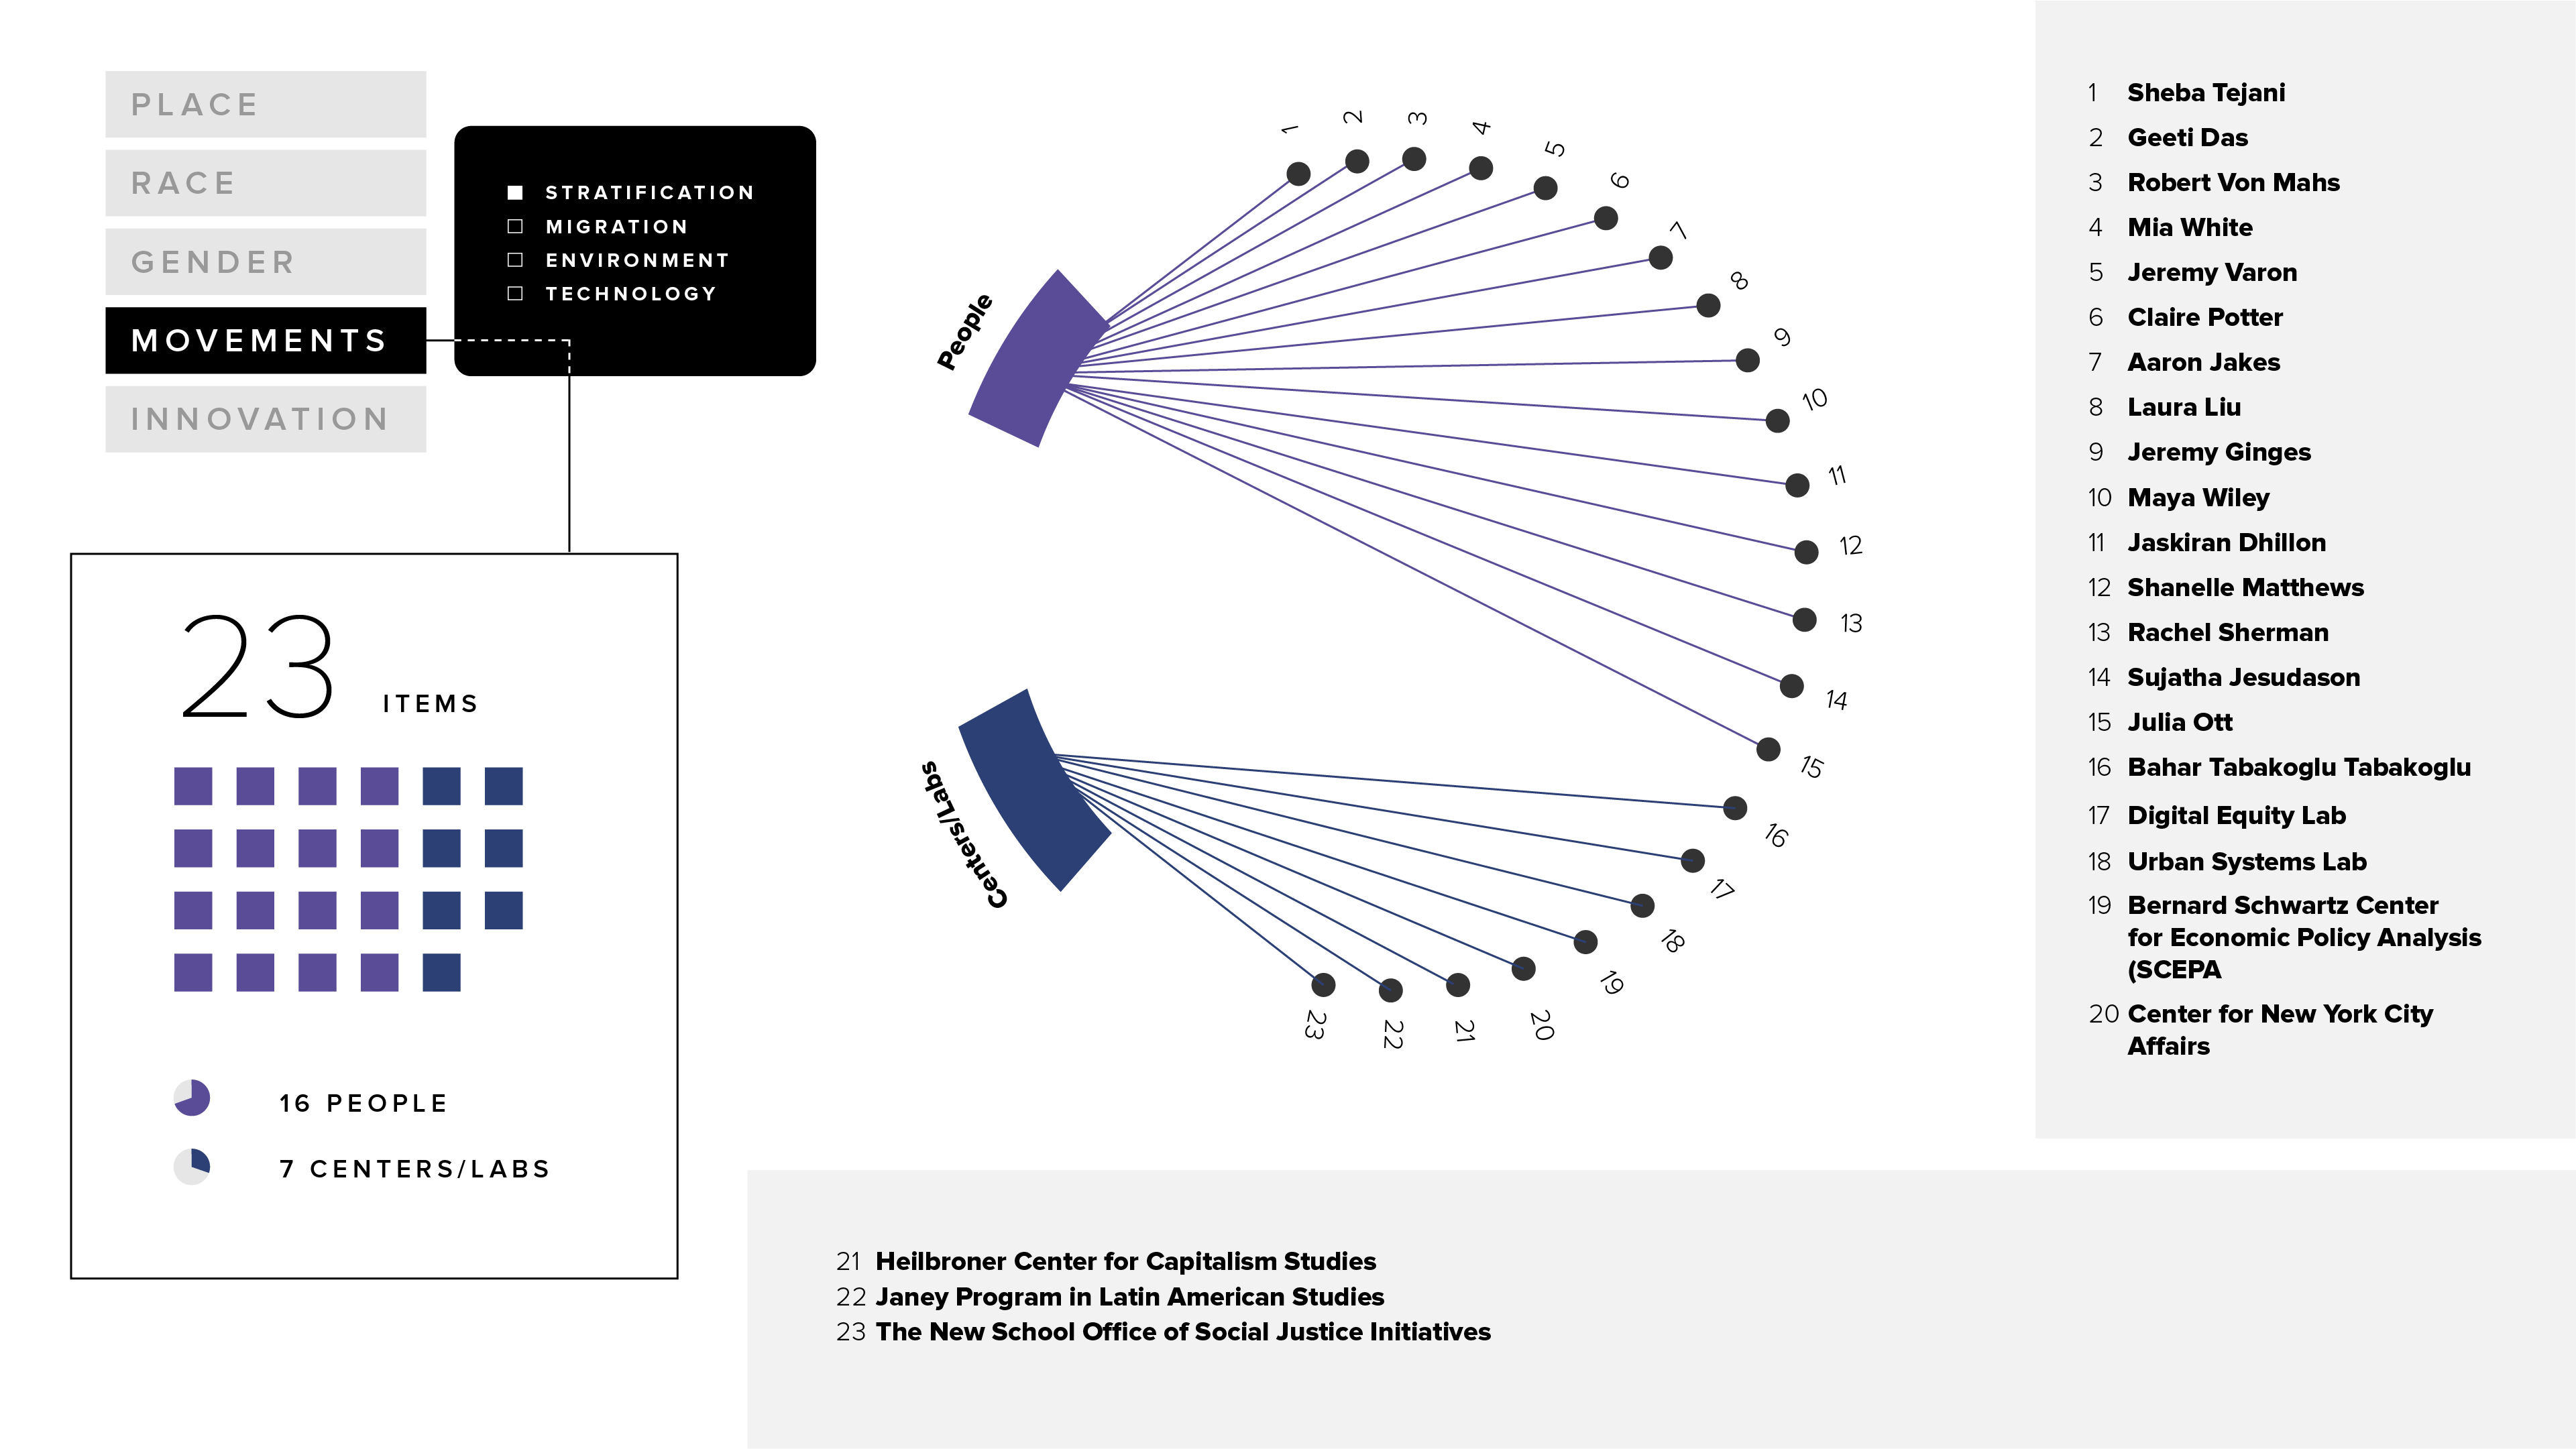 PLACE
RACE
GENDER
MOVEMENTS
INNOVATION
STRATIFICATION
MIGRATION
ENVIRONMENT
TECHNOLOGY
23 ITEMS
16 PEOPLE
7 CENTERS/LABS
People
Centers/Labs
1
2
3
4
5
6
7
8
9
10
11
12
13
14
15
16
17
18
19
20
21
22
23
1 Sheba Tejani
2 Geeti Das
3 Robert Von Mahs
4 Mia White
5 Jeremy Varon
6 Claire Potter
7 Aaron Jakes
8 Laura Liu
9 Jeremy Ginges
10 Maya Wiley
11 Jaskiran Dhillon
12 Shanelle Matthews
13 Rachel Sherman
14 Sujatha Jesudason
15 Julia Ott
16 Bahar Tabakoglu Tabakoglu
17 Digital Equity Lab
18 Urban Systems Lab
19 Bernard Schwartz Center
for Economic Policy Analysis
(SCEPA
20 Center for New York City
Affairs
21 Heilbroner Center for Capitalism Studies
22 Janey Program in Latin American Studies
23 The New School Office of Social Justice Initiatives